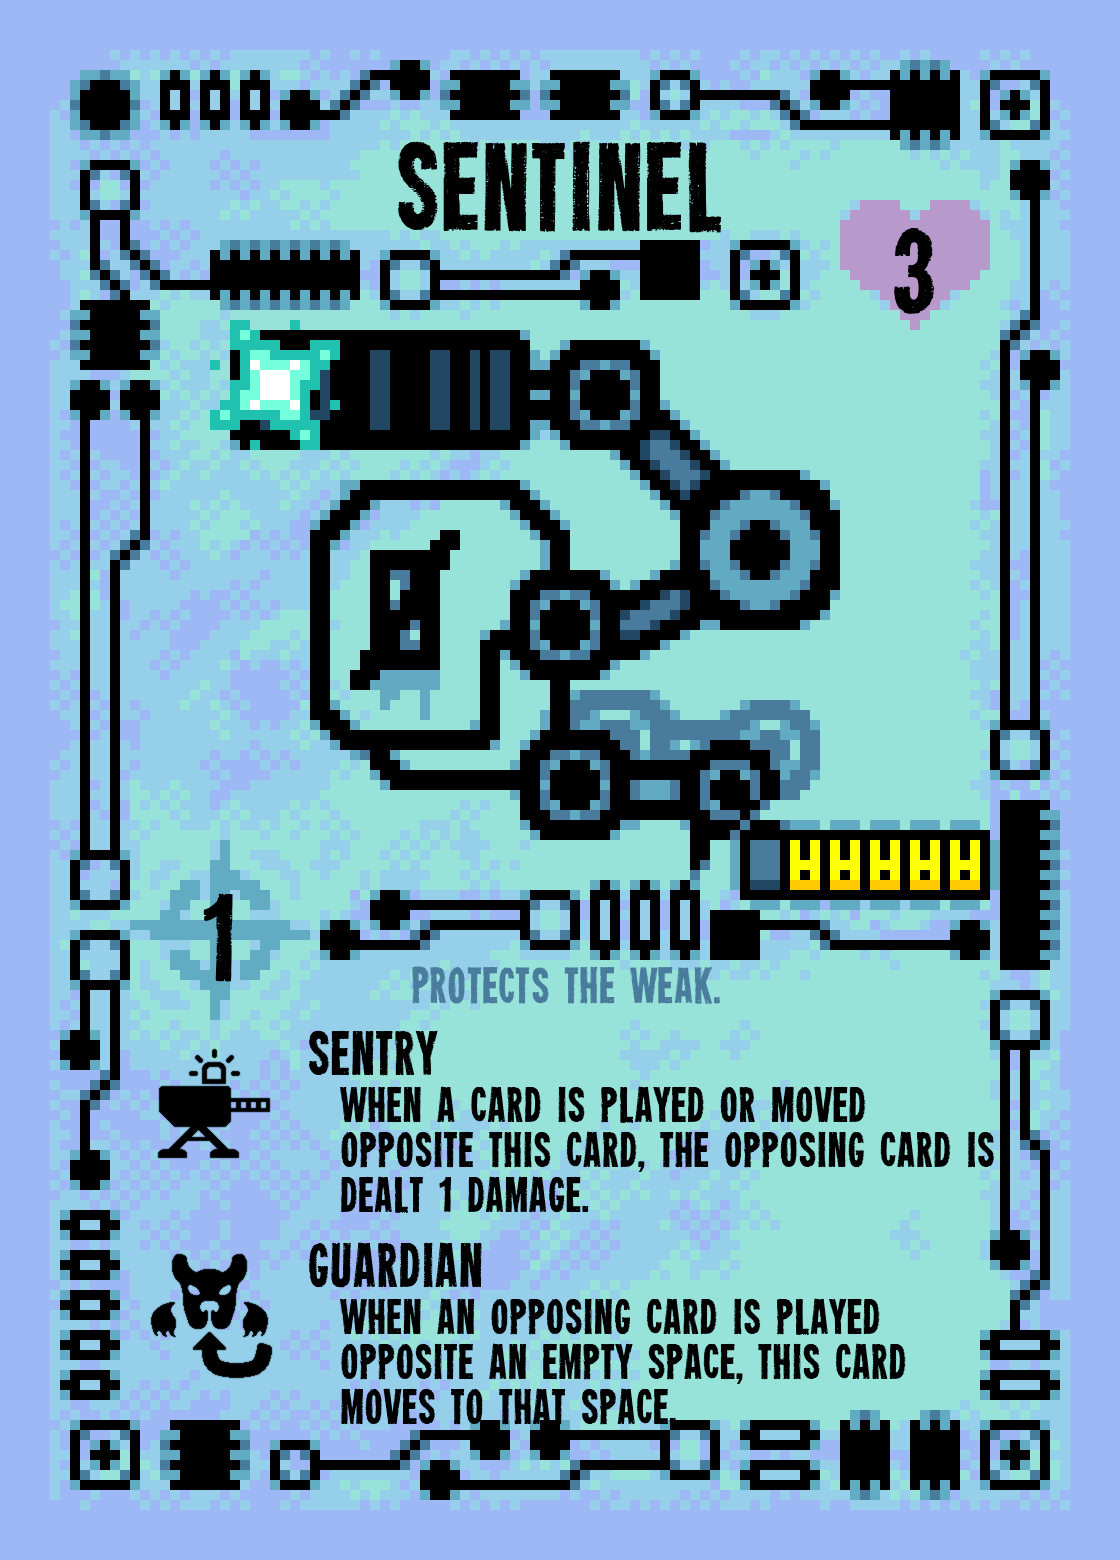 SENTINEL
3
1
PROTECTS THE WEAK.
SENTRY
WHEN A CARD IS PLAYED OR MOVED
OPPOSITE THIS CARD, THE OPPOSING CARD IS
DEALT 1 DAMAGE.
GUARDIAN
WHEN AN OPPOSING CARD IS PLAYED
OPPOSITE AN EMPTY SPACE, THIS CARD
MOVES TO THAT SPACE.